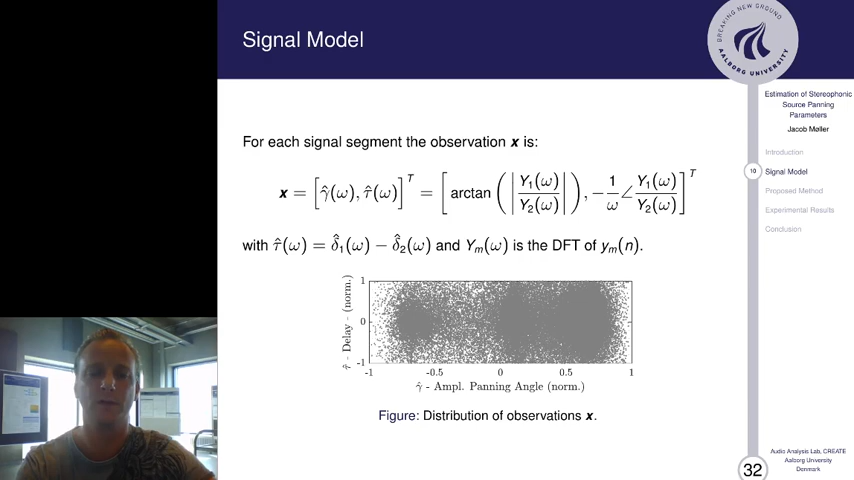 Signal Model
BREAKING NEW GROUND
AALBORG UNIVERSITY
Estimation of Stereophonic
Source Panning
Parameters
Jacob Møller
Introduction
10 Signal Model
Proposed Method
Experimental Results
Conclusion
For each signal segment the observation x is:
x = [γ̂(ω), τ̂(ω)]^T = [arctan(|Y₁(ω)/Y₂(ω)|), −1/ω ∠ Y₁(ω)/Y₂(ω)]^T
with τ̂(ω) = δ̂₁(ω) − δ̂₂(ω) and Yₘ(ω) is the DFT of yₘ(n).
τ̂ - Delay - (norm.)
1
0
-1
-1 -0.5 0 0.5 1
γ̂ - Ampl. Panning Angle (norm.)
Figure: Distribution of observations x.
Audio Analysis Lab, CREATE
Aalborg University
Denmark
32